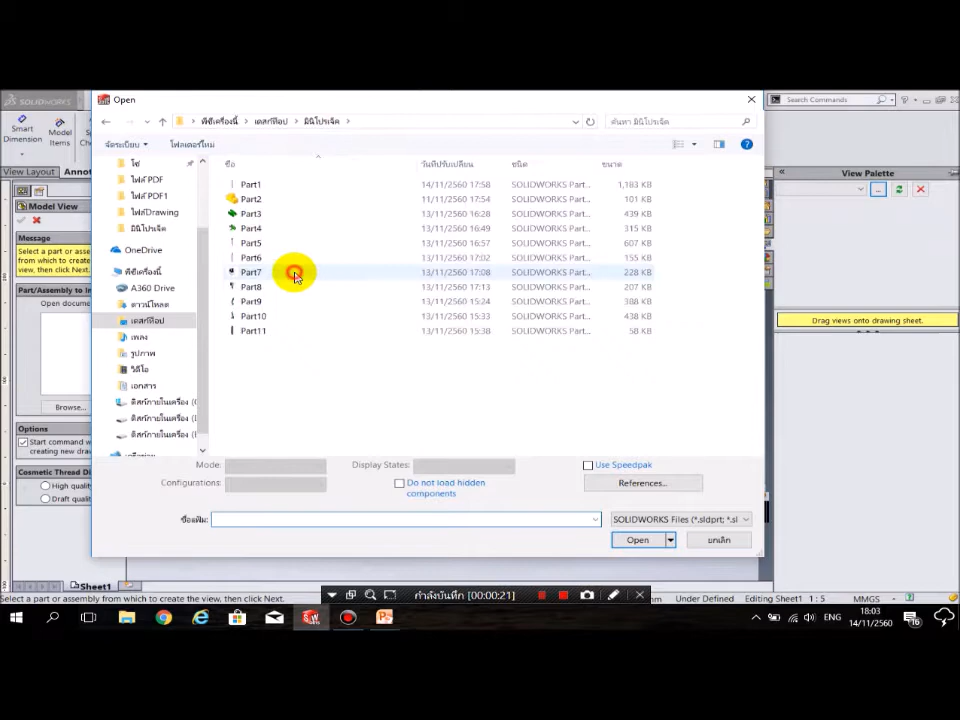 SOLIDWORKS
Open
Search Commands
พีซีเครื่องนี้ > เดสก์ท็อป > มินิโปรเจ็ค >
ค้นหา มินิโปรเจ็ค
Smart
Dimension
Model
Items
จัดระเบียบ
โฟลเดอร์ใหม่
ชื่อ
วันที่ปรับเปลี่ยน
ชนิด
ขนาด
View Layout
View Palette
ไฟล์PDF
ไฟล์PDF1
ไฟล์Drawing
มินิโปรเจ็ค
OneDrive
พีซีเครื่องนี้
A360 Drive
ดาวน์โหลด
เดสก์ท็อป
เพลง
รูปภาพ
วิดีโอ
เอกสาร
Part1 14/11/2560 17:58 SOLIDWORKS Part... 1,183 KB
Part2 11/11/2560 17:54 SOLIDWORKS Part... 101 KB
Part3 13/11/2560 16:28 SOLIDWORKS Part... 439 KB
Part4 13/11/2560 16:49 SOLIDWORKS Part... 315 KB
Part5 13/11/2560 16:57 SOLIDWORKS Part... 607 KB
Part6 13/11/2560 17:02 SOLIDWORKS Part... 155 KB
Part7 13/11/2560 17:08 SOLIDWORKS Part... 228 KB
Part8 13/11/2560 17:13 SOLIDWORKS Part... 207 KB
Part9 13/11/2560 15:24 SOLIDWORKS Part... 388 KB
Part10 13/11/2560 15:33 SOLIDWORKS Part... 438 KB
Part11 13/11/2560 15:38 SOLIDWORKS Part... 58 KB
Model View
Message
Select a part or asse
from which to create
view, then click Next.
Part/Assembly to In
Open docume
Browse...
Options
Start command w
creating new drav
Cosmetic Thread Di
High quality
Draft qualit
Drag views onto drawing sheet.
Mode:
Display States:
Use Speedpak
Configurations:
Do not load hidden
components
References...
ชื่อแฟ้ม:
SOLIDWORKS Files (*.sldprt; *.sl
Open
ยกเลิก
Sheet1
Select a part or assembly from which to create view, then click Next.
กำลังบันทึก [00:00:21]
Under Defined
Editing Sheet1
1 : 5
MMGS
ENG
18:03
14/11/2560